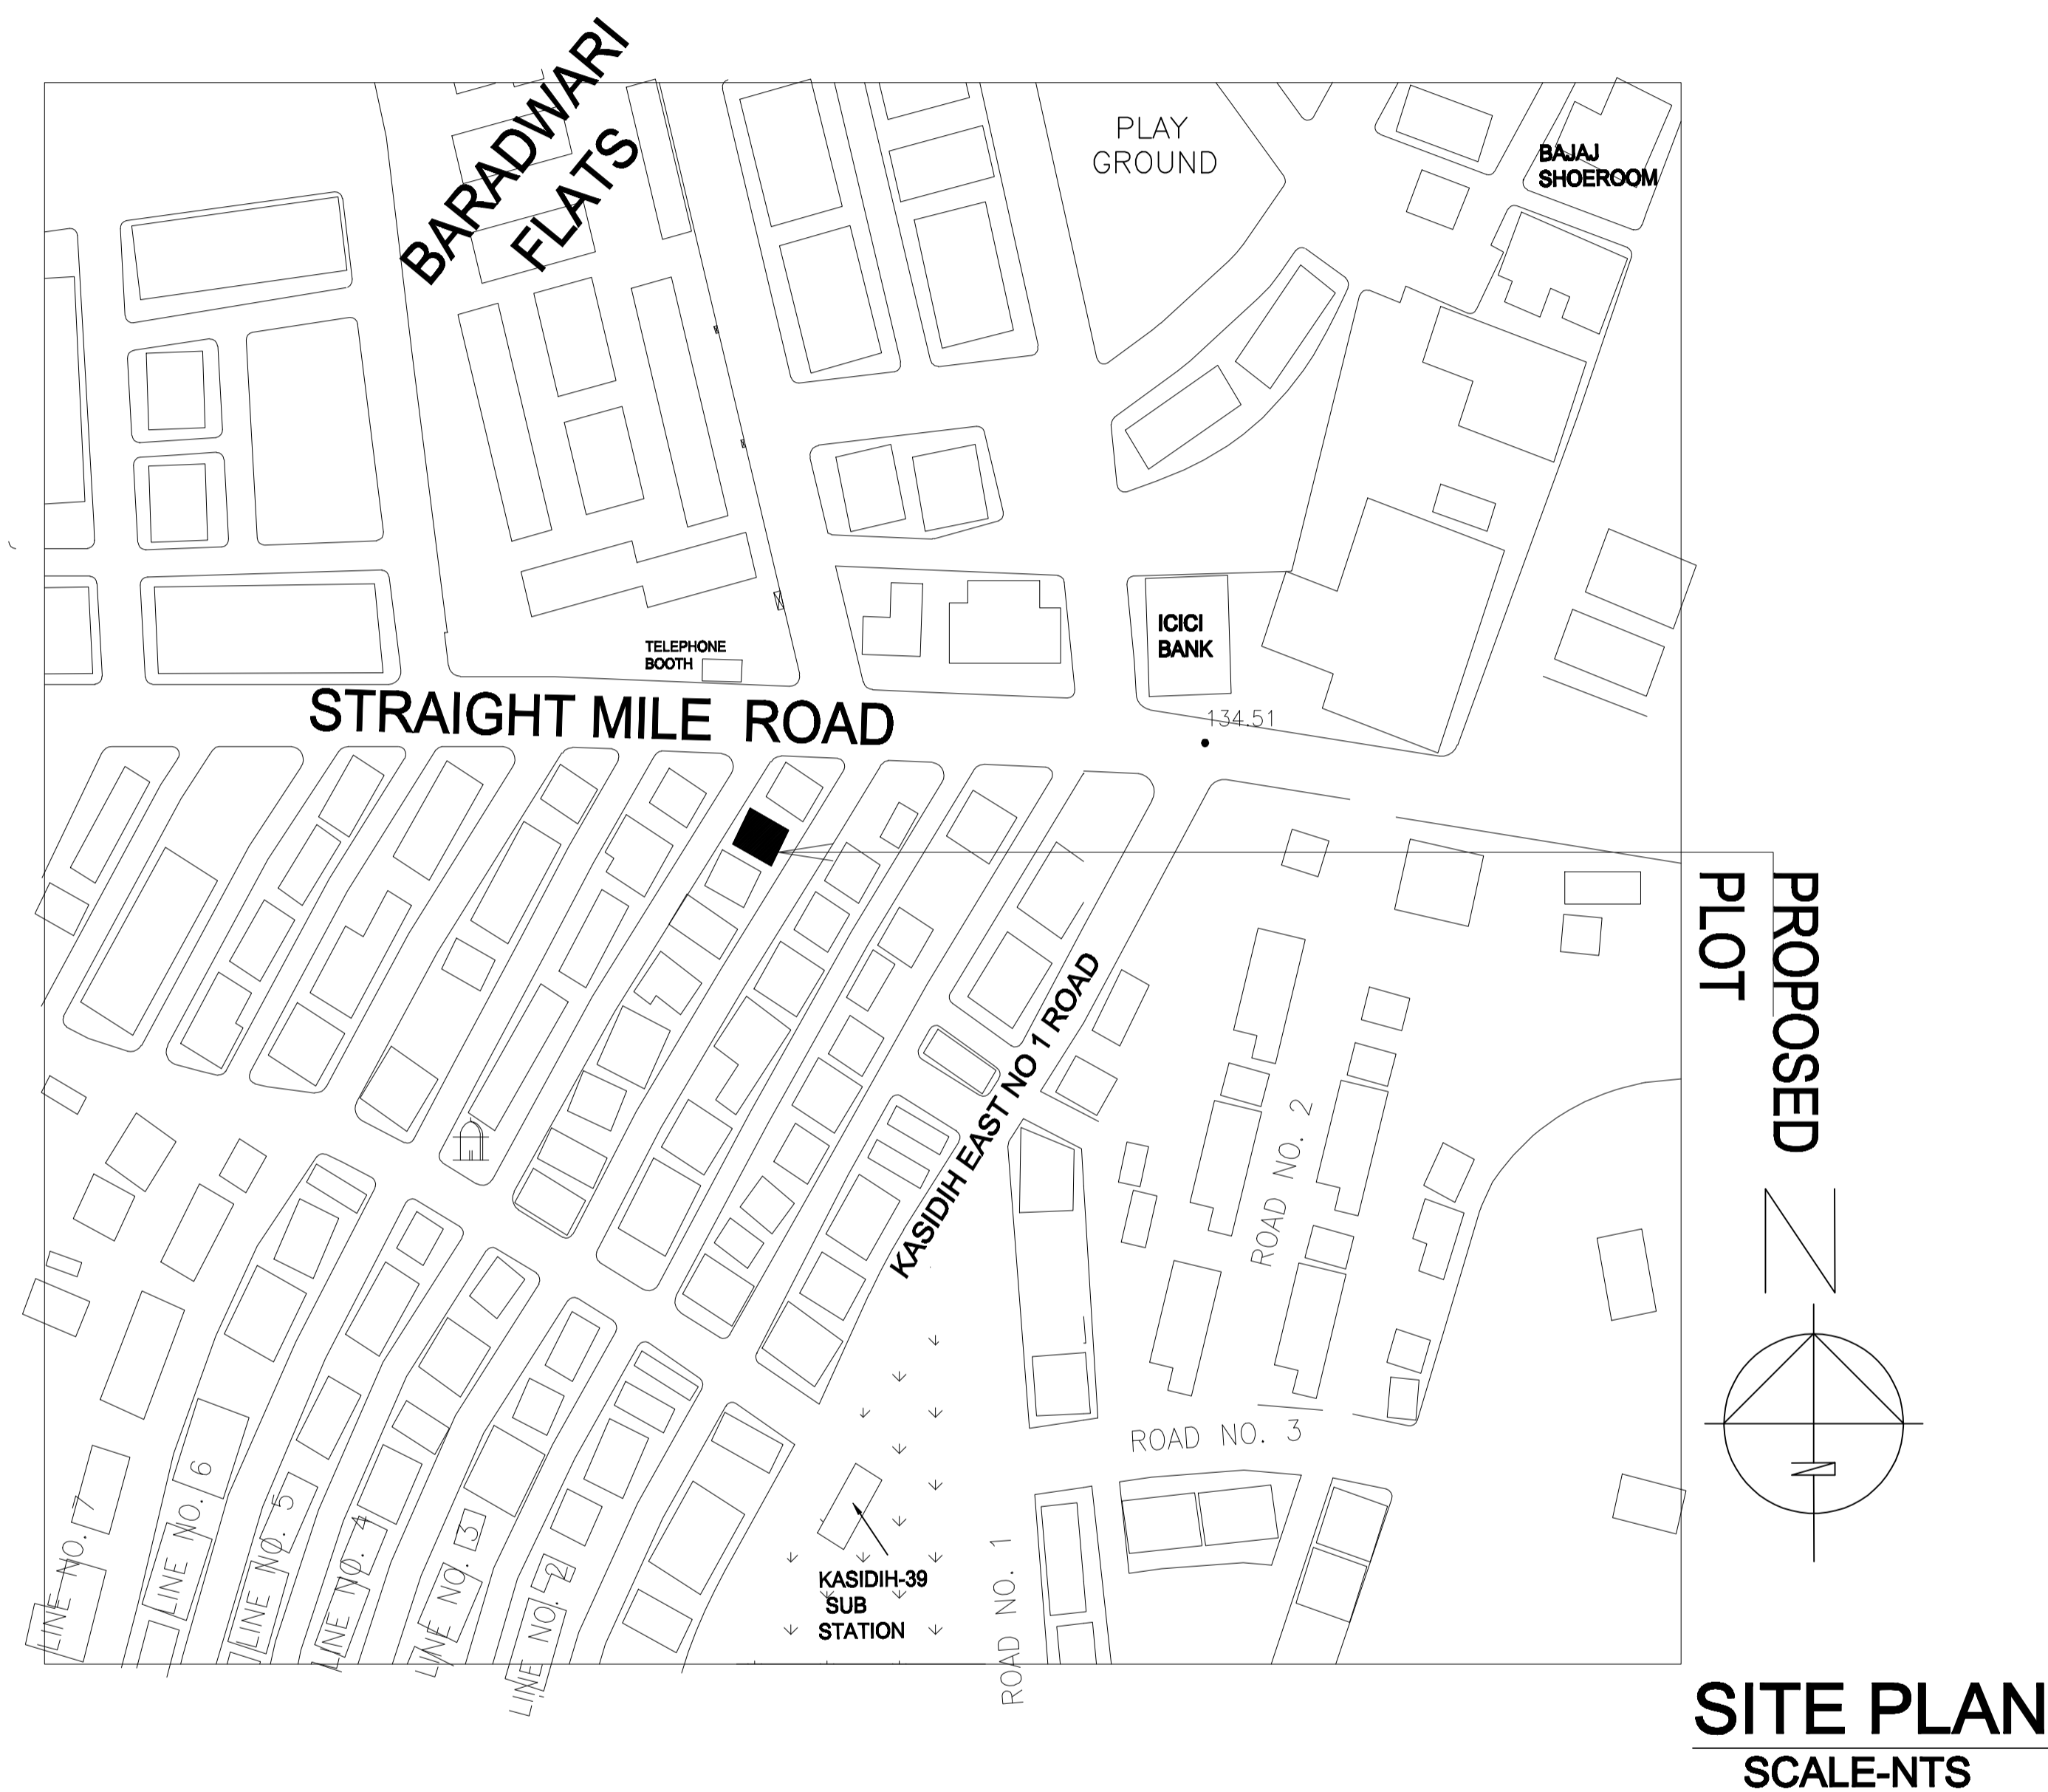 BARADWARI
FLATS
PLAY
GROUND
BAJAJ
SHOEROOM
TELEPHONE
BOOTH
ICICI
BANK
STRAIGHT MILE ROAD
134.51
PROPOSED
PLOT
KASIDIH EAST NO 1 ROAD
ROAD NO. 2
N
ROAD NO. 3
N
LINE NO. 7
LINE NO. 6
LINE NO. 5
LINE NO. 4
LINE NO. 3
LINE NO. 2
KASIDIH-39
SUB
STATION
ROAD NO. 1
SITE PLAN
SCALE-NTS